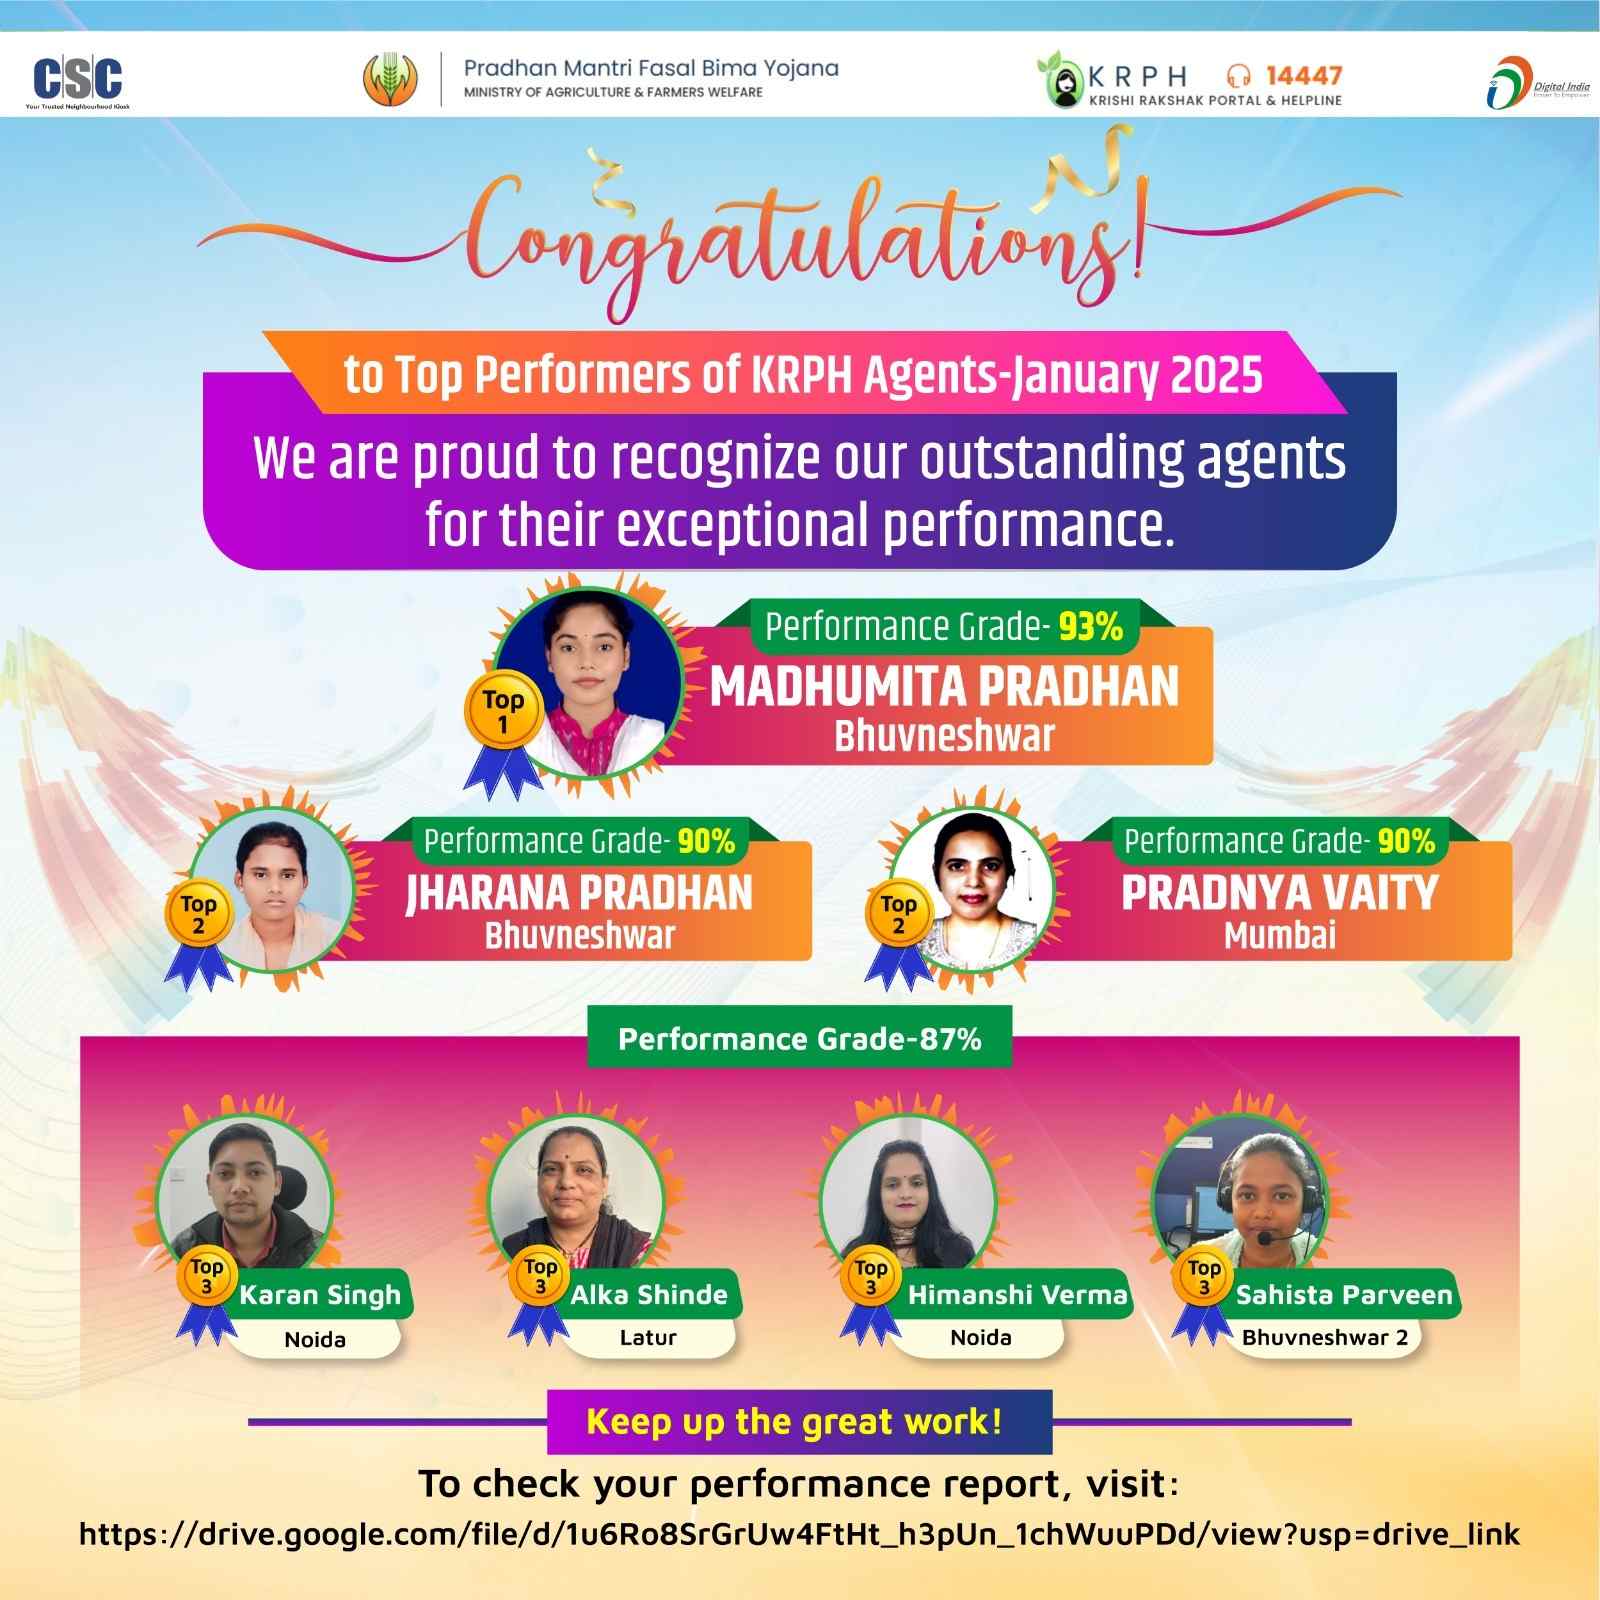 CSC
Your Trusted Neighbourhood Kiosk
Pradhan Mantri Fasal Bima Yojana
MINISTRY OF AGRICULTURE & FARMERS WELFARE
KRPH 14447
KRISHI RAKSHAK PORTAL & HELPLINE
Digital India
Power To Empower
Congratulations!
to Top Performers of KRPH Agents-January 2025
We are proud to recognize our outstanding agents
for their exceptional performance.
Performance Grade- 93%
Top
1
MADHUMITA PRADHAN
Bhuvneshwar
Performance Grade- 90%
Top
2
JHARANA PRADHAN
Bhuvneshwar
Performance Grade- 90%
Top
2
PRADNYA VAITY
Mumbai
Performance Grade-87%
Top
3
Karan Singh
Noida
Top
3
Alka Shinde
Latur
Top
3
Himanshi Verma
Noida
Top
3
Sahista Parveen
Bhuvneshwar 2
Keep up the great work!
To check your performance report, visit:
https://drive.google.com/file/d/1u6Ro8SrGrUw4FtHt_h3pUn_1chWuuPDd/view?usp=drive_link